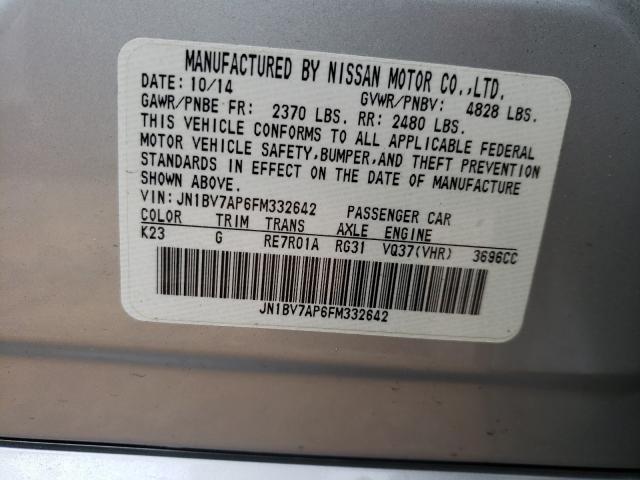 MANUFACTURED BY NISSAN MOTOR CO.,LTD.
DATE: 10/14 GVWR/PNBV: 4828 LBS.
GAWR/PNBE FR: 2370 LBS. RR: 2480 LBS.
THIS VEHICLE CONFORMS TO ALL APPLICABLE FEDERAL
MOTOR VEHICLE SAFETY,BUMPER,AND THEFT PREVENTION
STANDARDS IN EFFECT ON THE DATE OF MANUFACTURE
SHOWN ABOVE.
VIN:JN1BV7AP6FM332642 PASSENGER CAR
COLOR TRIM TRANS AXLE ENGINE
K23 G RE7R01A RG31 VQ37(VHR) 3696CC
JN1BV7AP6FM332642